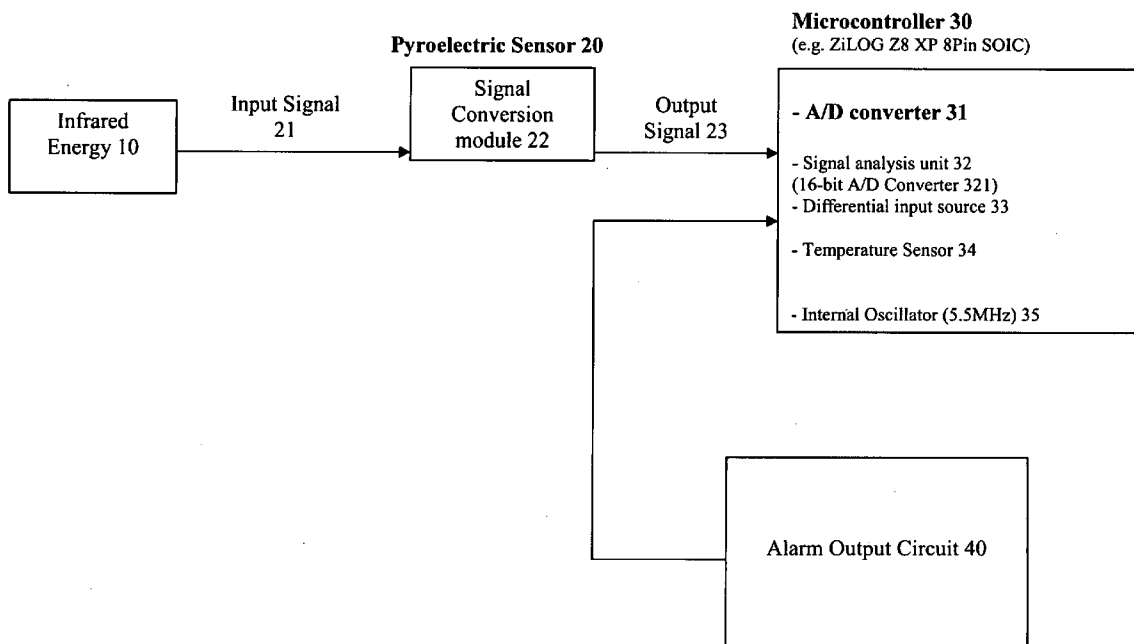 Microcontroller 30
(e.g. ZiLOG Z8 XP 8Pin SOIC)
Pyroelectric Sensor 20
Infrared
Energy 10
Input Signal
21
Signal
Conversion
module 22
Output
Signal 23
- A/D converter 31
- Signal analysis unit 32
(16-bit A/D Converter 321)
- Differential input source 33
- Temperature Sensor 34
- Internal Oscillator (5.5MHz) 35
Alarm Output Circuit 40